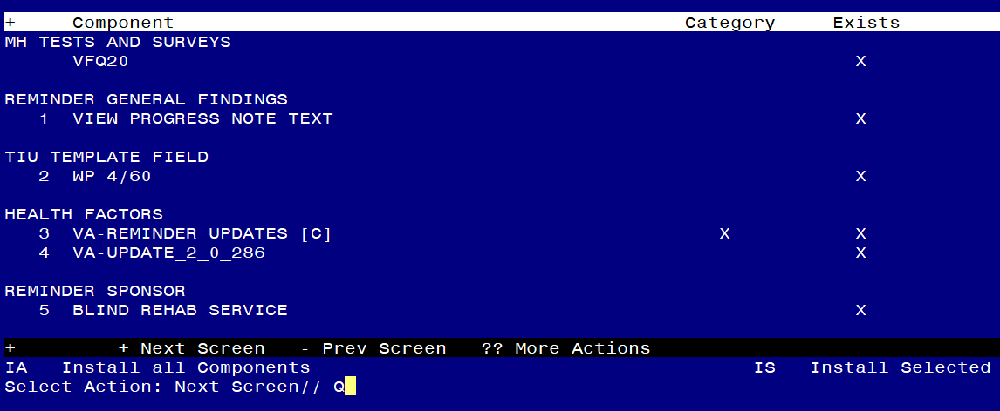 + Component Category Exists
MH TESTS AND SURVEYS
VFQ20 X
REMINDER GENERAL FINDINGS
1 VIEW PROGRESS NOTE TEXT X
TIU TEMPLATE FIELD
2 WP 4/60 X
HEALTH FACTORS
3 VA-REMINDER UPDATES [C] X X
4 VA-UPDATE_2_0_286 X
REMINDER SPONSOR
5 BLIND REHAB SERVICE X
+ + Next Screen - Prev Screen ?? More Actions
IA Install all Components IS Install Selected
Select Action: Next Screen// Q